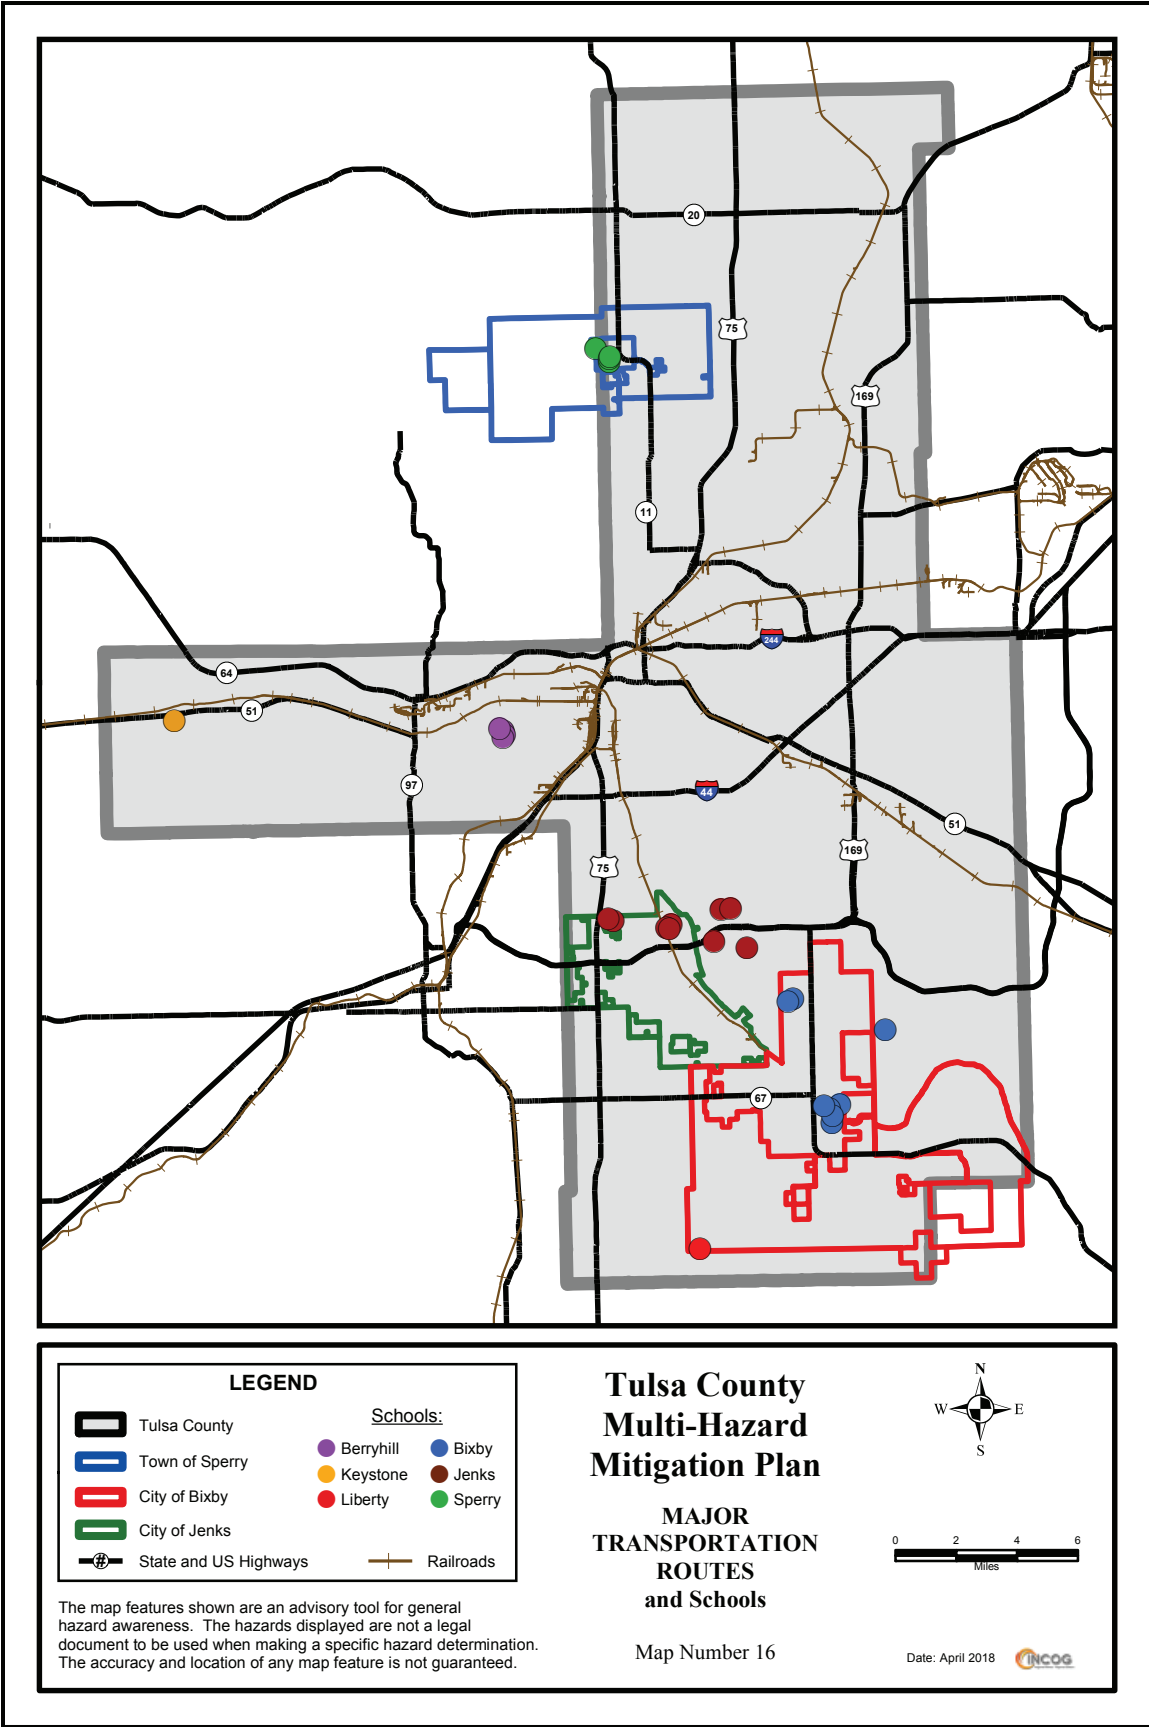 20
75
169
11
244
64
51
97
44
51
75
169
67
LEGEND
Tulsa County
Town of Sperry
City of Bixby
City of Jenks
# State and US Highways
Schools:
Berryhill
Keystone
Liberty
Bixby
Jenks
Sperry
Railroads
The map features shown are an advisory tool for general
hazard awareness. The hazards displayed are not a legal
document to be used when making a specific hazard determination.
The accuracy and location of any map feature is not guaranteed.
Tulsa County
Multi-Hazard
Mitigation Plan
MAJOR
TRANSPORTATION
ROUTES
and Schools
Map Number 16
N
W E
S
0 2 4 6
Miles
Date: April 2018
INCOG